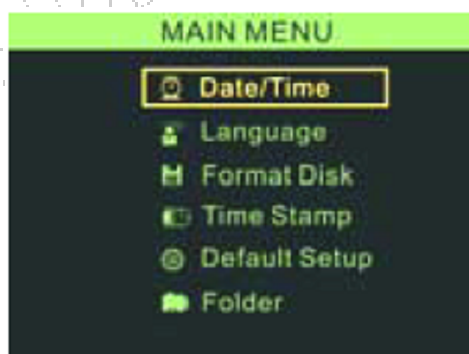 MAIN MENU
Date/Time
Language
Format Disk
Time Stamp
Default Setup
Folder